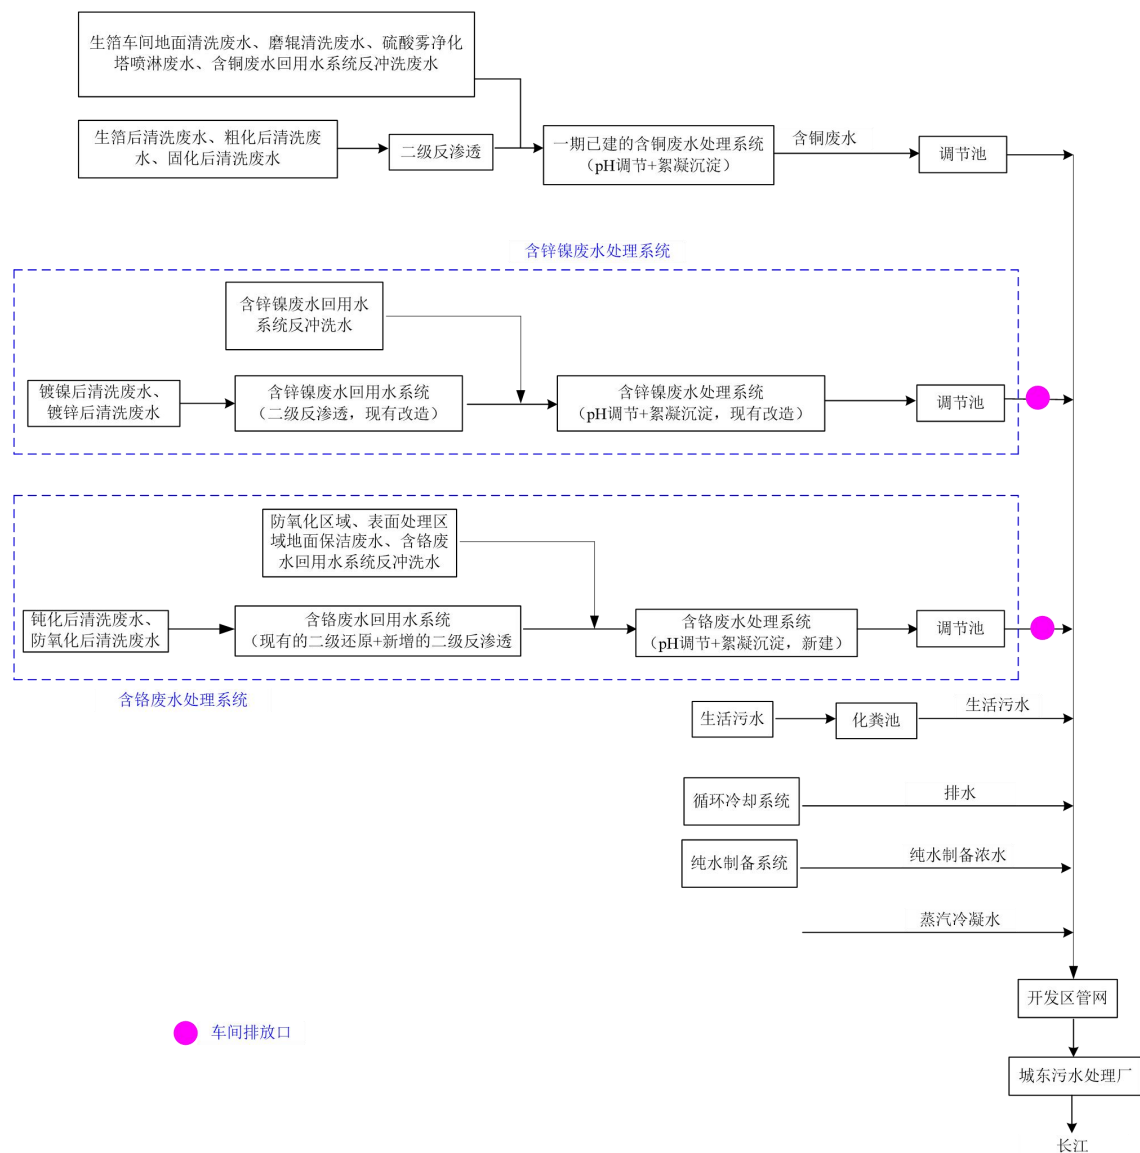 生箔车间地面清洗废水、磨辊清洗废水、硫酸雾净化
塔喷淋废水、含铜废水回用水系统反冲洗废水
生箔后清洗废水、粗化后清洗废
水、固化后清洗废水
二级反渗透
一期已建的含铜废水处理系统
（pH调节+絮凝沉淀）
含铜废水
调节池
含锌镍废水处理系统
含锌镍废水回用水
系统反冲洗水
镀镍后清洗废水、
镀锌后清洗废水
含锌镍废水回用水系统
（二级反渗透，现有改造）
含锌镍废水处理系统
（pH调节+絮凝沉淀，现有改造）
调节池
防氧化区域、表面处理区
域地面保洁废水、含铬废
水回用水系统反冲洗水
钝化后清洗废水、
防氧化后清洗废水
含铬废水回用水系统
（现有的二级还原+新增的二级反渗透
含铬废水处理系统
（pH调节+絮凝沉淀，新建）
调节池
含铬废水处理系统
生活污水
化粪池
生活污水
循环冷却系统
排水
纯水制备系统
纯水制备浓水
蒸汽冷凝水
开发区管网
车间排放口
城东污水处理厂
长江